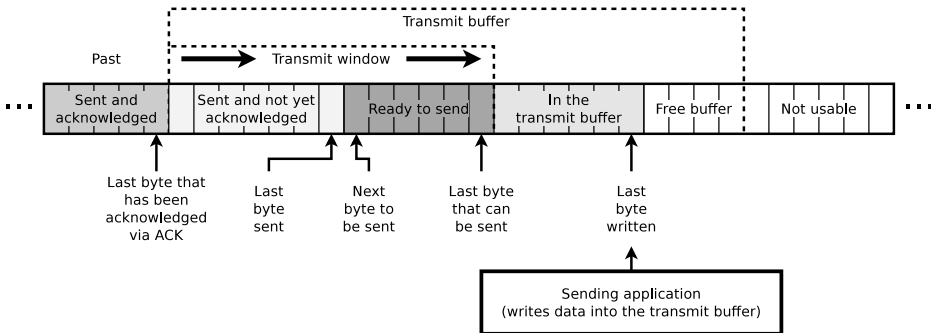 Transmit buffer
Past
Transmit window
Sent and
acknowledged
Sent and not yet
acknowledged
Ready to send
In the
transmit buffer
Free buffer
Not usable
Last byte that
has been
acknowledged
via ACK
Last
byte
sent
Next
byte to
be sent
Last byte
that can
be sent
Last
byte
written
Sending application
(writes data into the transmit buffer)